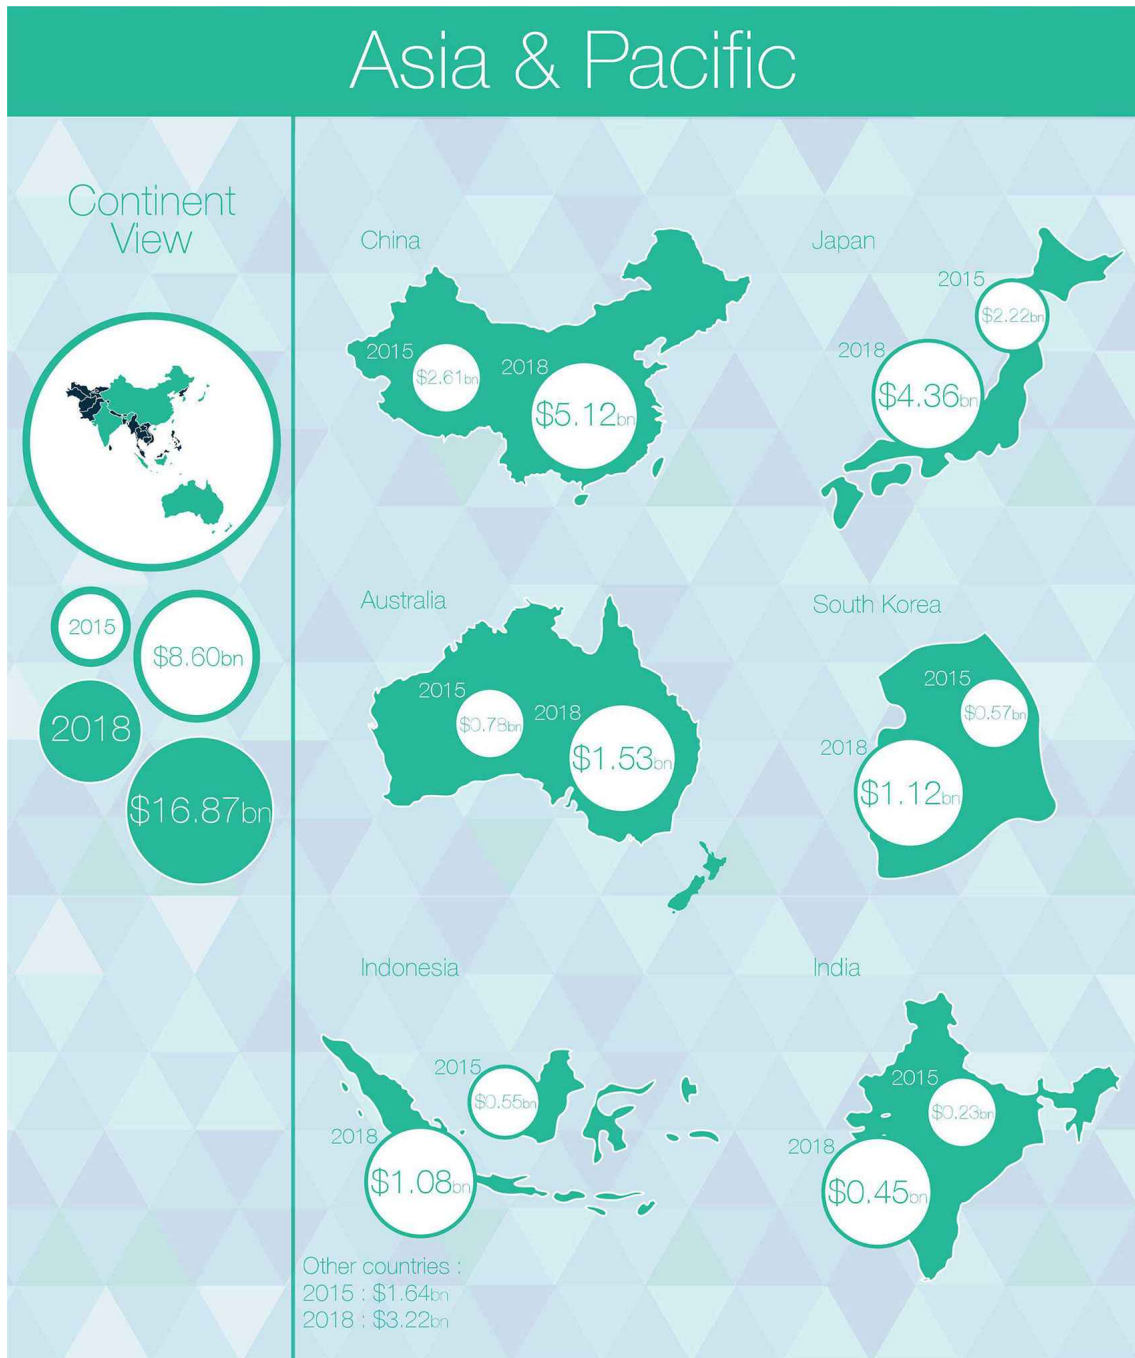 Asia & Pacific
Continent
View
2015
$8.60bn
2018
$16.87bn
China
2015
$2.61bn
2018
$5.12bn
Japan
2015
$2.22bn
2018
$4.36bn
Australia
2015
$0.78bn
2018
$1.53bn
South Korea
2015
$0.57bn
2018
$1.12bn
Indonesia
2015
$0.55bn
2018
$1.08bn
India
2015
$0.23bn
2018
$0.45bn
Other countries :
2015 : $1.64bn
2018 : $3.22bn